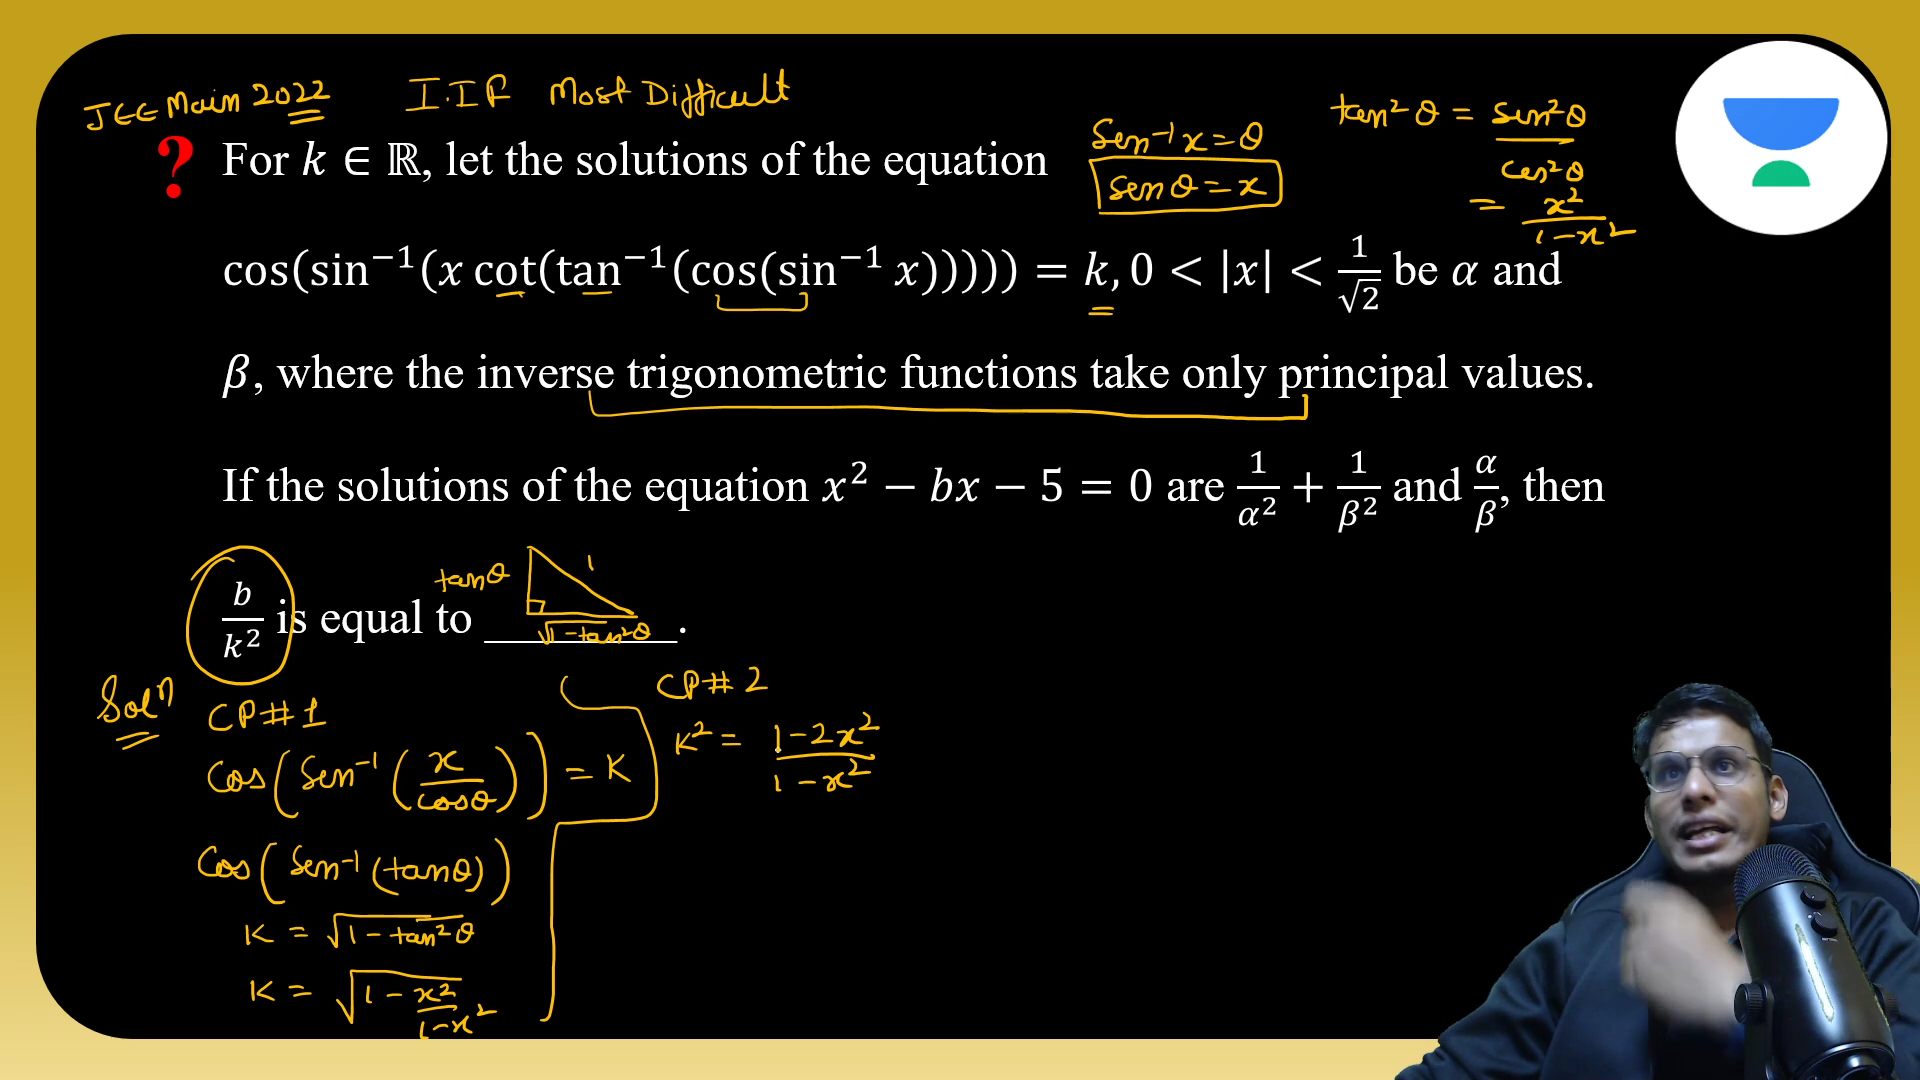 JEE Main 2022 I.I.F Most Difficult
? For k ∈ ℝ, let the solutions of the equation
sin⁻¹x = θ
sin θ = x
tan²θ = sin²θ / cos²θ
= x² / 1-x²
cos(sin⁻¹(x cot(tan⁻¹(cos(sin⁻¹ x))))) = k, 0 < |x| < 1/√2 be α and
β, where the inverse trigonometric functions take only principal values.
If the solutions of the equation x² − bx − 5 = 0 are 1/α² + 1/β² and α/β, then
b/k² is equal to ________.
tanθ
1
√1-tan²θ
Solⁿ
CP#1
cos(sin⁻¹(x/cosθ)) = K
cos(sin⁻¹(tanθ))
K = √1-tan²θ
K = √1-x²/1-x²
CP#2
K² = 1-2x² / 1-x²